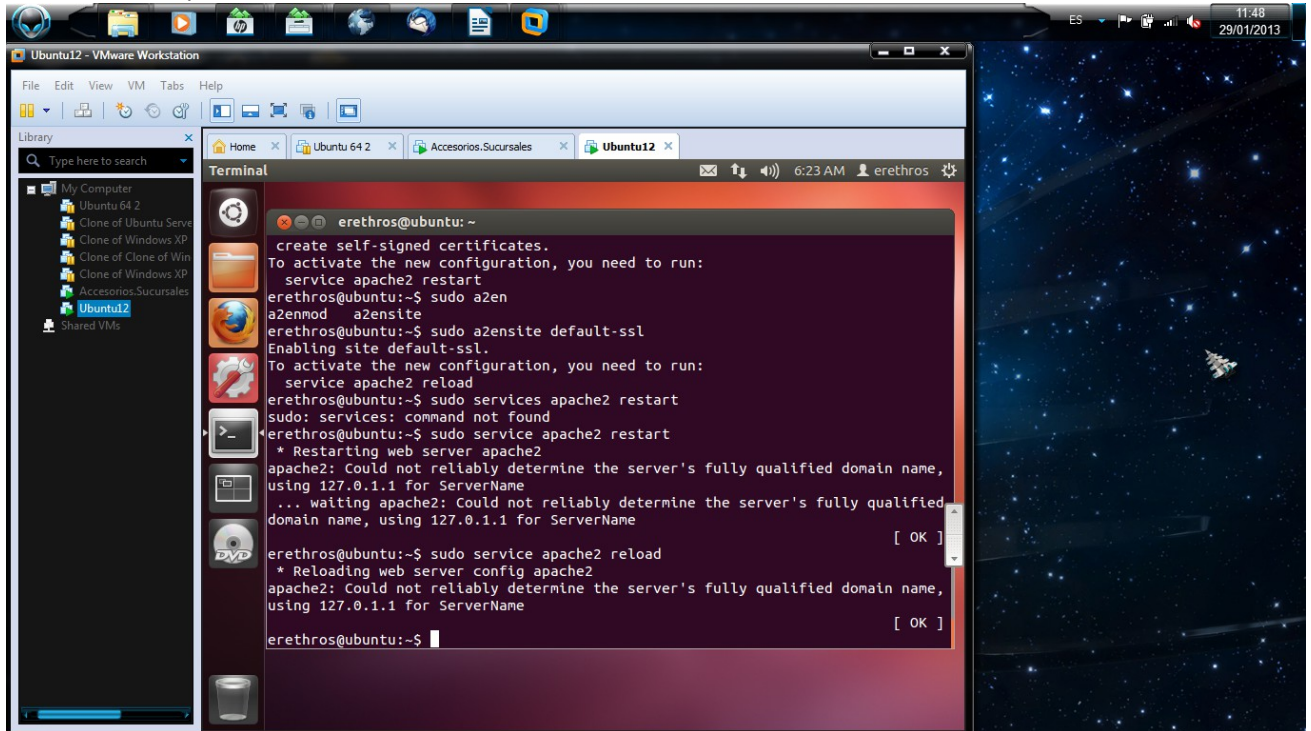 ES
11:48
29/01/2013
Ubuntu12 - VMware Workstation
File Edit View VM Tabs Help
Library
Type here to search
My Computer
Ubuntu 64 2
Clone of Ubuntu Serve
Clone of Windows XP
Clone of Clone of Win
Clone of Windows XP
Accesorios.Sucursales
Ubuntu12
Shared VMs
Home
Ubuntu 64 2
Accesorios.Sucursales
Ubuntu12
Terminal
6:23 AM
erethros
erethros@ubuntu: ~
create self-signed certificates.
To activate the new configuration, you need to run:
service apache2 restart
erethros@ubuntu:~$ sudo a2en
a2enmod a2ensite
erethros@ubuntu:~$ sudo a2ensite default-ssl
Enabling site default-ssl.
To activate the new configuration, you need to run:
service apache2 reload
erethros@ubuntu:~$ sudo services apache2 restart
sudo: services: command not found
erethros@ubuntu:~$ sudo service apache2 restart
* Restarting web server apache2
apache2: Could not reliably determine the server's fully qualified domain name,
using 127.0.1.1 for ServerName
... waiting apache2: Could not reliably determine the server's fully qualified
domain name, using 127.0.1.1 for ServerName
[ OK ]
erethros@ubuntu:~$ sudo service apache2 reload
* Reloading web server config apache2
apache2: Could not reliably determine the server's fully qualified domain name,
using 127.0.1.1 for ServerName
[ OK ]
erethros@ubuntu:~$
DVD